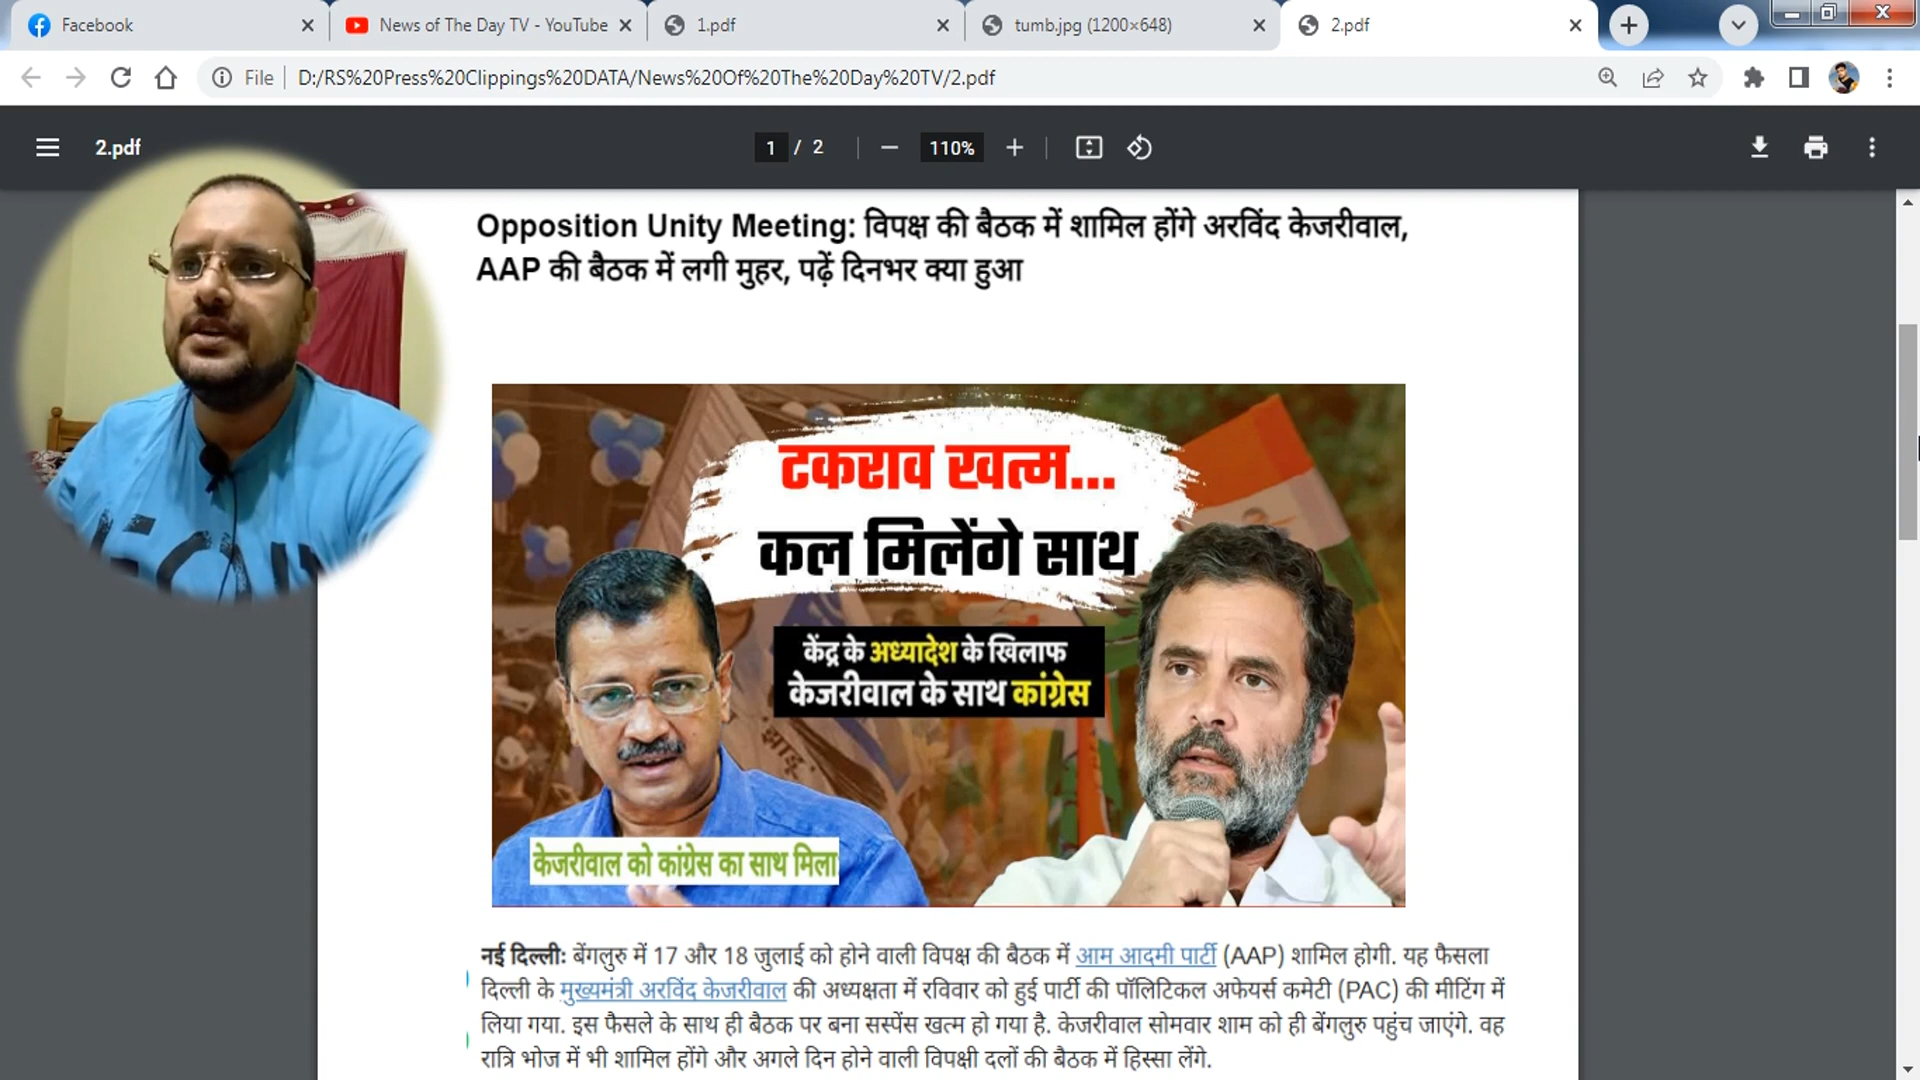 Facebook
News of The Day TV - YouTube
1.pdf
tumb.jpg (1200×648)
2.pdf
File
D:/RS%20Press%20Clippings%20DATA/News%20Of%20The%20Day%20TV/2.pdf
2.pdf
1 / 2
110%
Opposition Unity Meeting: विपक्ष की बैठक में शामिल होंगे अरविंद केजरीवाल,
AAP की बैठक में लगी मुहर, पढ़ें दिनभर क्या हुआ
टकराव खत्म...
कल मिलेंगे साथ
केंद्र के अध्यादेश के खिलाफ
केजरीवाल के साथ कांग्रेस
झाडू
केजरीवाल को कांग्रेस का साथ मिला
नई दिल्ली: बेंगलुरु में 17 और 18 जुलाई को होने वाली विपक्ष की बैठक में आम आदमी पार्टी (AAP) शामिल होगी. यह फैसला
दिल्ली के मुख्यमंत्री अरविंद केजरीवाल की अध्यक्षता में रविवार को हुई पार्टी की पॉलिटिकल अफेयर्स कमेटी (PAC) की मीटिंग में
लिया गया. इस फैसले के साथ ही बैठक पर बना सस्पेंस खत्म हो गया है. केजरीवाल सोमवार शाम को ही बेंगलुरु पहुंच जाएंगे. वह
रात्रि भोज में भी शामिल होंगे और अगले दिन होने वाली विपक्षी दलों की बैठक में हिस्सा लेंगे.